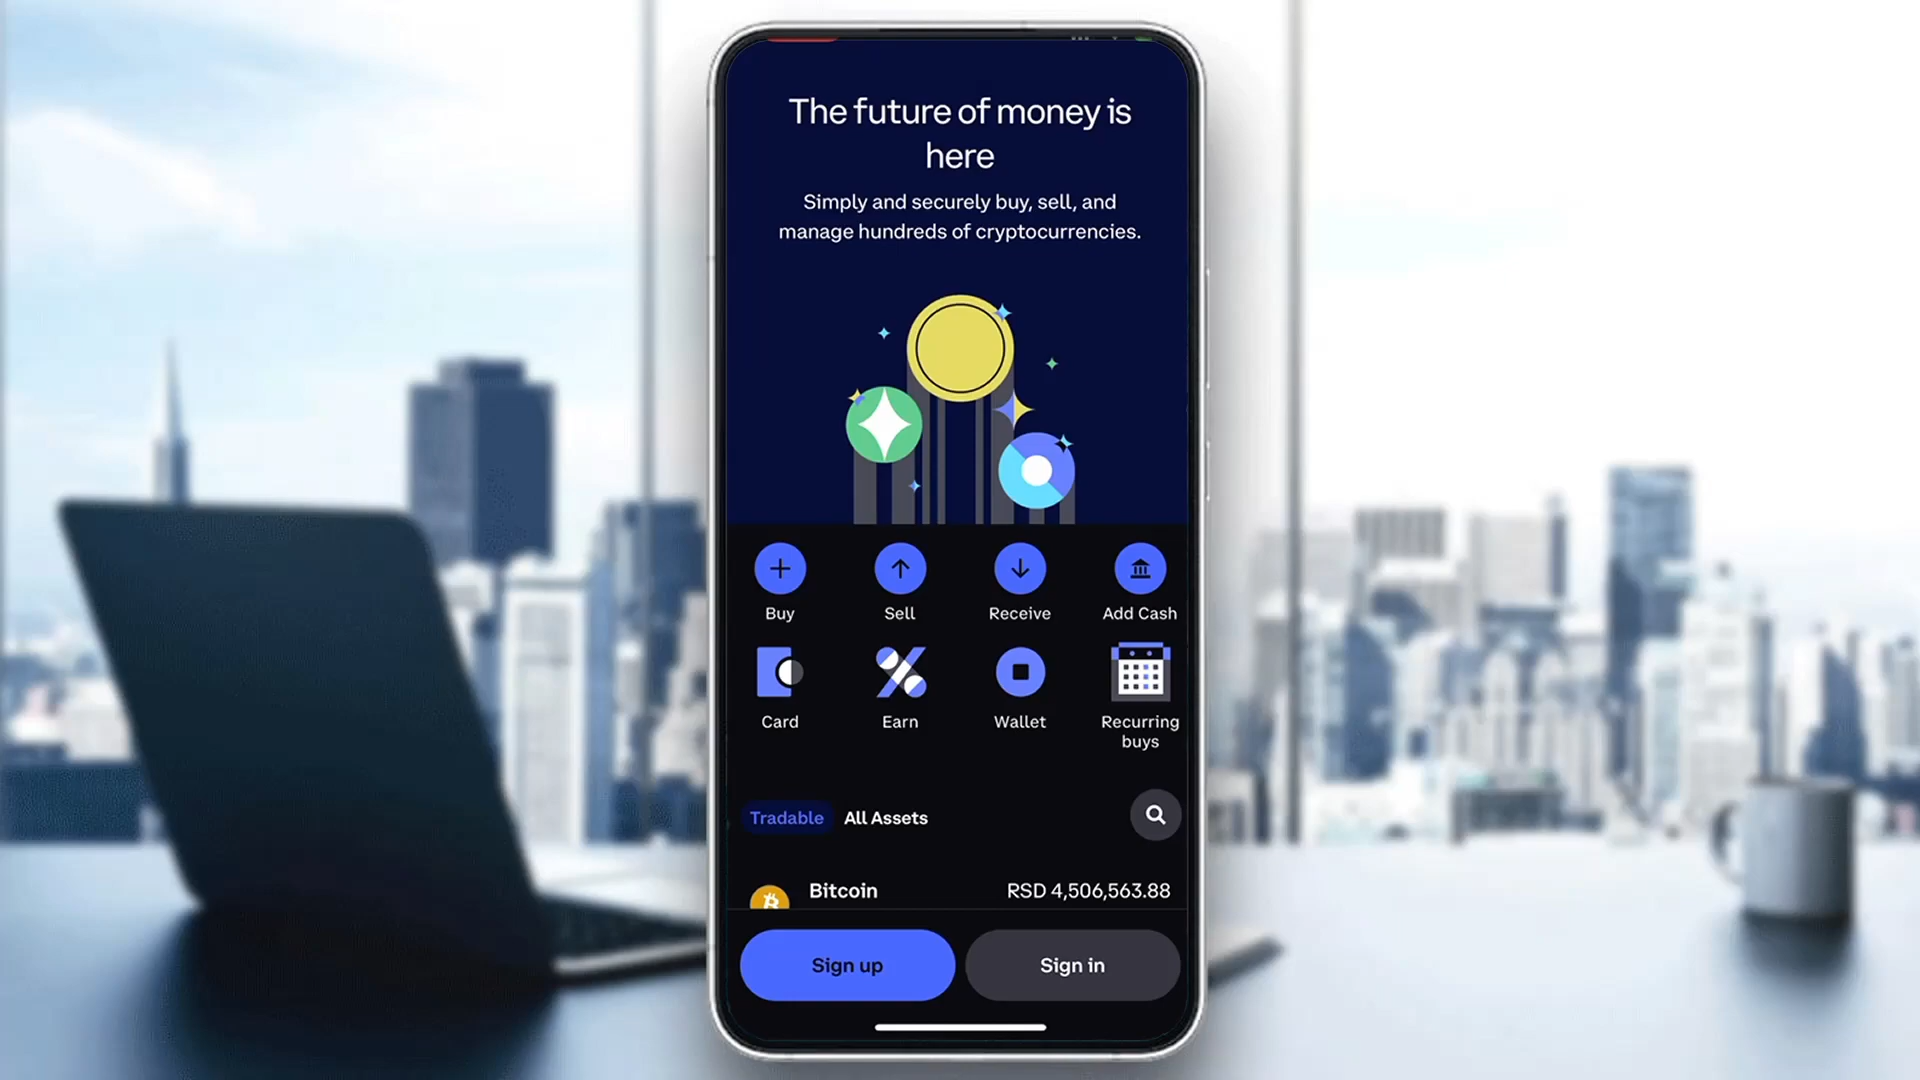 The future of money is
here
Simply and securely buy, sell, and
manage hundreds of cryptocurrencies.
Buy
Sell
Receive
Add Cash
Card
Earn
Wallet
Recurring
buys
Tradable
All Assets
Bitcoin
RSD 4,506,563.88
Sign up
Sign in